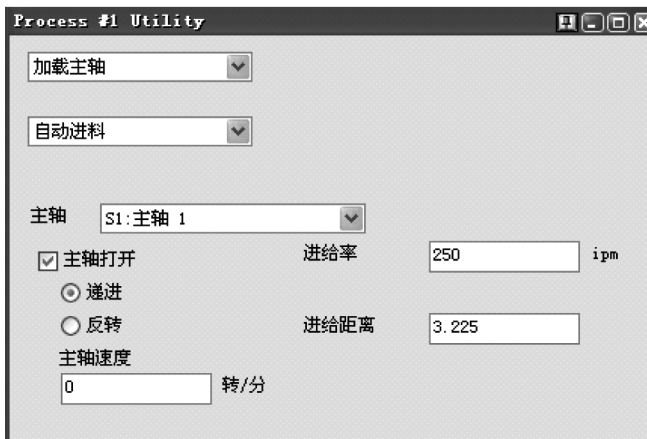 Process #1 Utility
加载主轴
自动进料
主轴 S1:主轴 1
主轴打开 进给率 250 ipm
递进
反转 进给距离 3.225
主轴速度
0 转/分